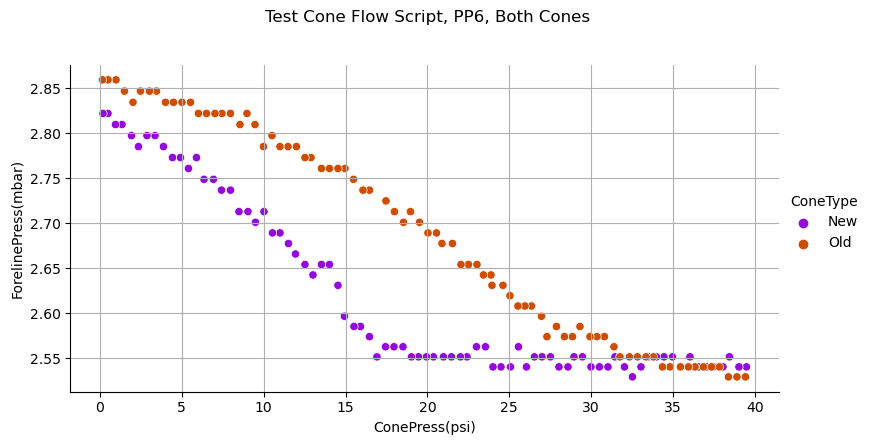 Test Cone Flow Script, PP6, Both Cones
2.85
2.80
2.75
2.70
2.65
2.60
2.55
ForelinePress(mbar)
0 5 10 15 20 25 30 35 40
ConePress(psi)
ConeType
New
Old